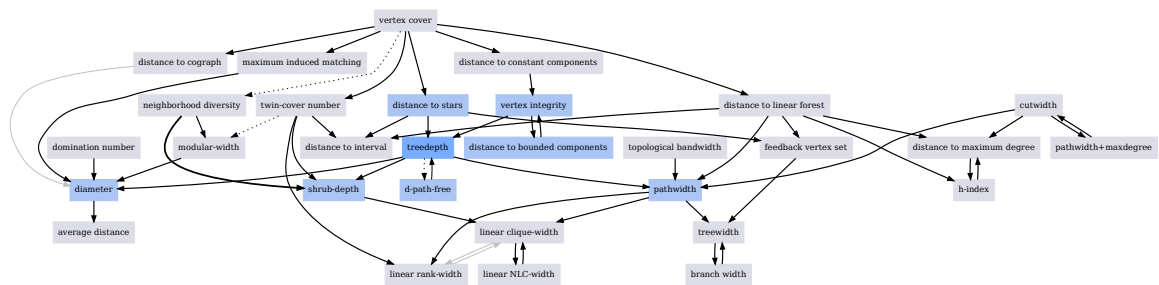 vertex cover
distance to cograph
maximum induced matching
distance to constant components
neighborhood diversity
twin-cover number
distance to stars
vertex integrity
distance to linear forest
cutwidth
domination number
modular-width
distance to interval
treedepth
distance to bounded components
topological bandwidth
feedback vertex set
distance to maximum degree
pathwidth+maxdegree
diameter
shrub-depth
d-path-free
pathwidth
h-index
average distance
linear clique-width
treewidth
linear rank-width
linear NLC-width
branch width